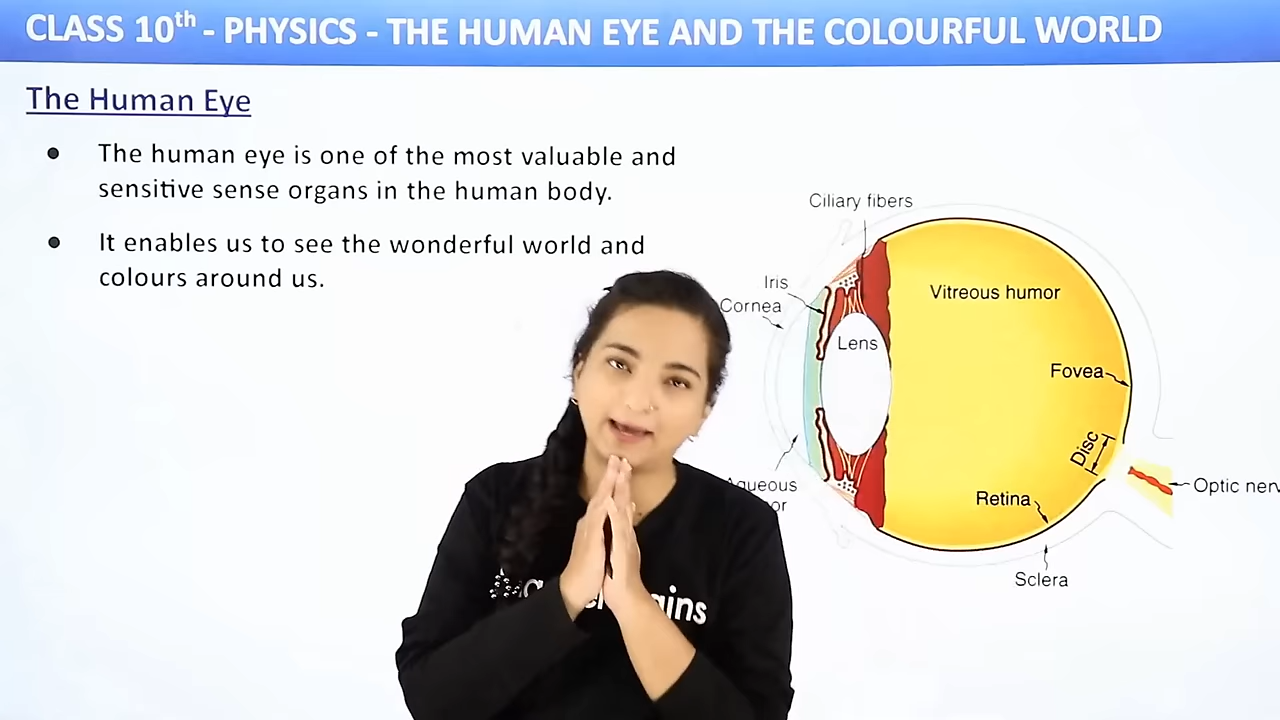 CLASS 10th - PHYSICS - THE HUMAN EYE AND THE COLOURFUL WORLD
The Human Eye
● The human eye is one of the most valuable and
sensitive sense organs in the human body.
● It enables us to see the wonderful world and
colours around us.
Ciliary fibers
Iris
Cornea
Vitreous humor
Lens
Fovea
Disc
Aqueous
Retina
Optic
Sclera